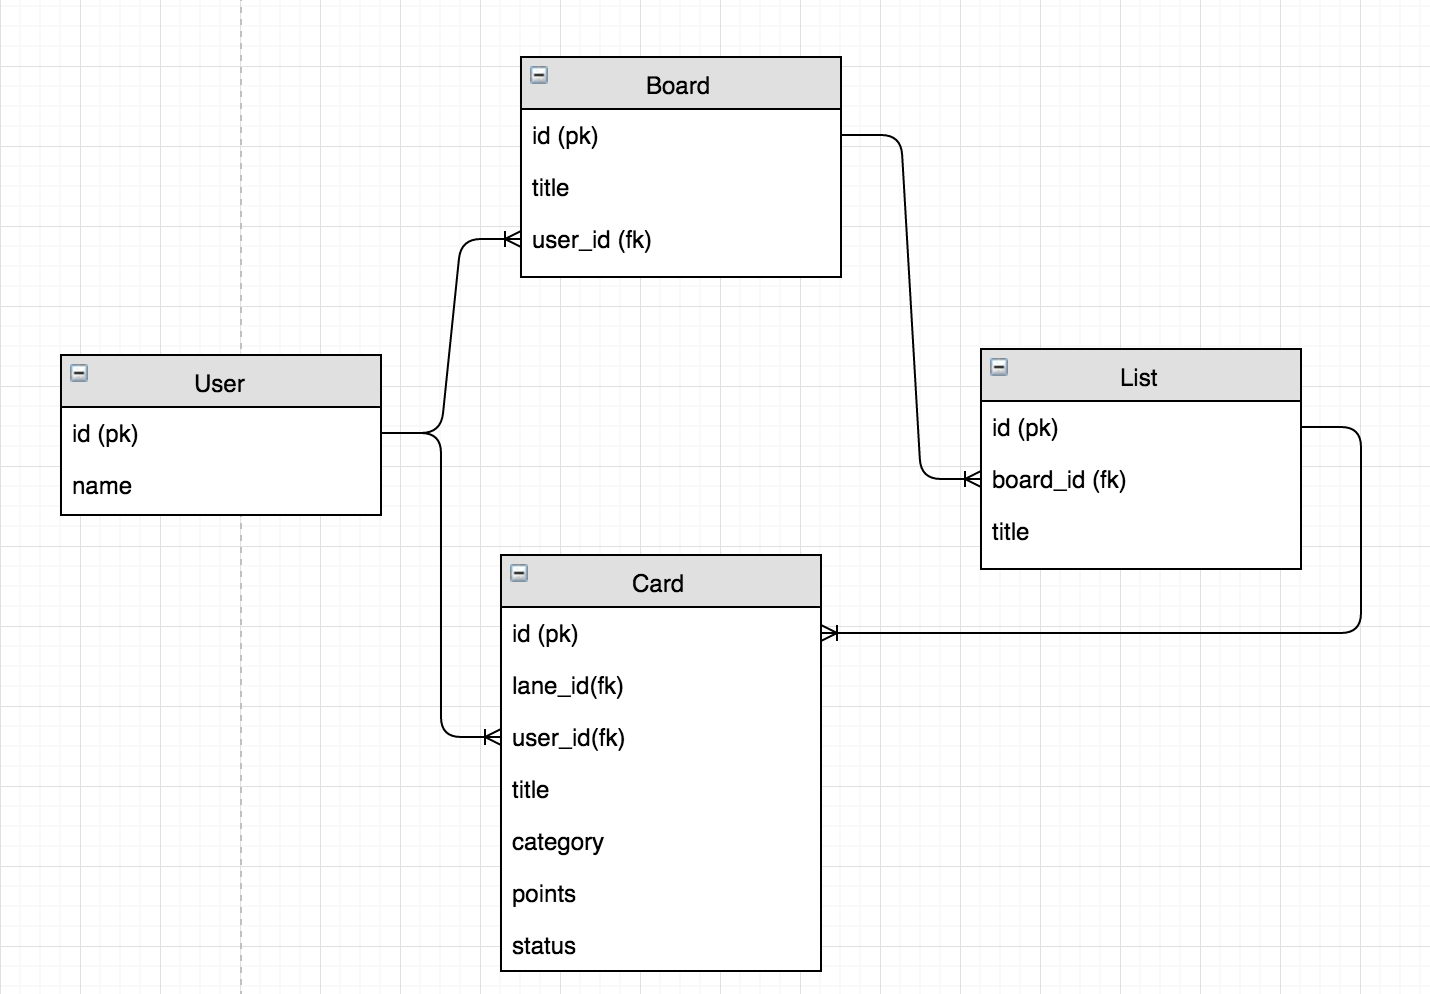 Board
id (pk)
title
user_id (fk)
User
id (pk)
name
List
id (pk)
board_id (fk)
title
Card
id (pk)
lane_id(fk)
user_id(fk)
title
category
points
status